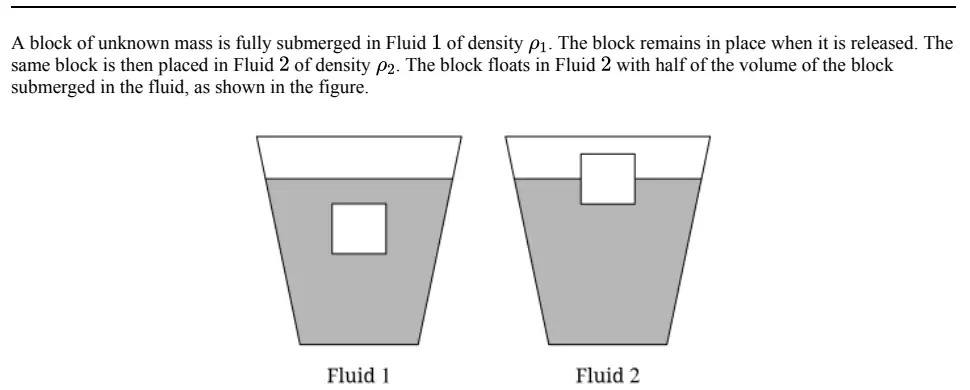 A block of unknown mass is fully submerged in Fluid 1 of density ρ₁. The block remains in place when it is released. The
same block is then placed in Fluid 2 of density ρ₂. The block floats in Fluid 2 with half of the volume of the block
submerged in the fluid, as shown in the figure.
Fluid 1
Fluid 2